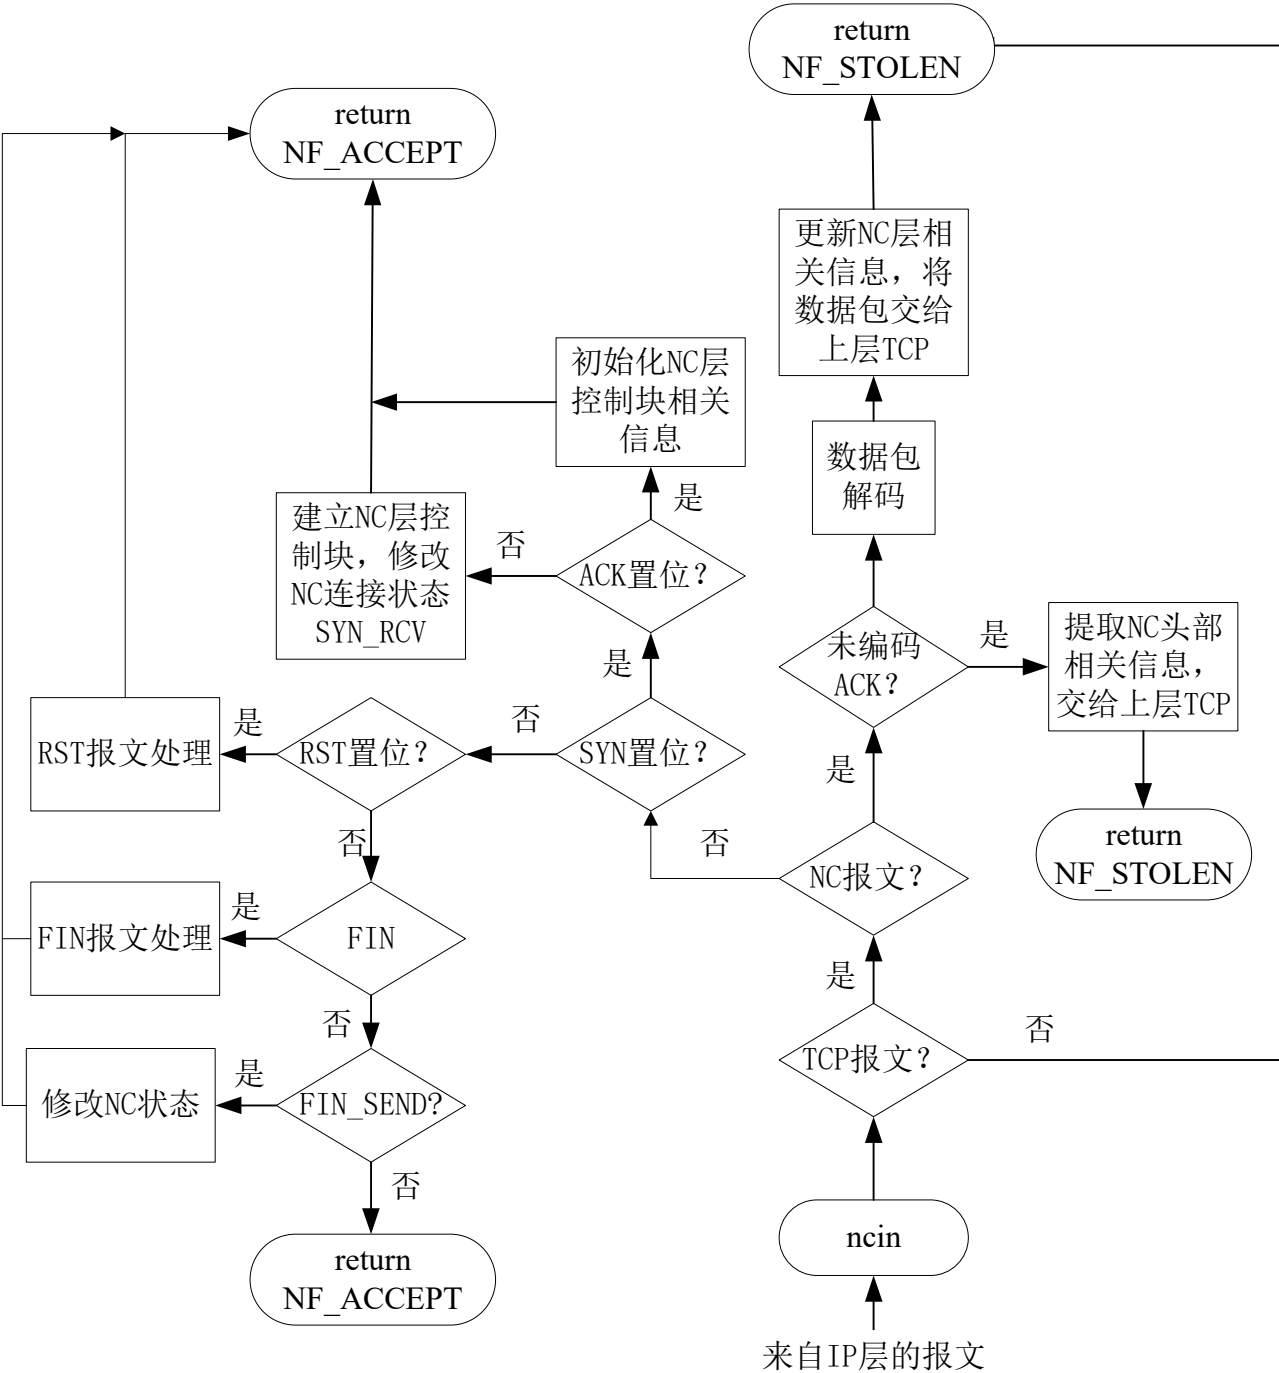 return
NF_STOLEN
return
NF_ACCEPT
更新NC层相
关信息，将
数据包交给
上层TCP
初始化NC层
控制块相关
信息
数据包
解码
是
建立NC层控
制块，修改
NC连接状态
SYN_RCV
否
ACK置位？
未编码
ACK？
是
提取NC头部
相关信息，
交给上层TCP
是
RST报文处理
是
RST置位？
否
SYN置位？
是
否
否
NC报文？
return
NF_STOLEN
FIN报文处理
是
FIN
是
否
TCP报文？
否
修改NC状态
是
FIN_SEND?
否
return
NF_ACCEPT
ncin
来自IP层的报文